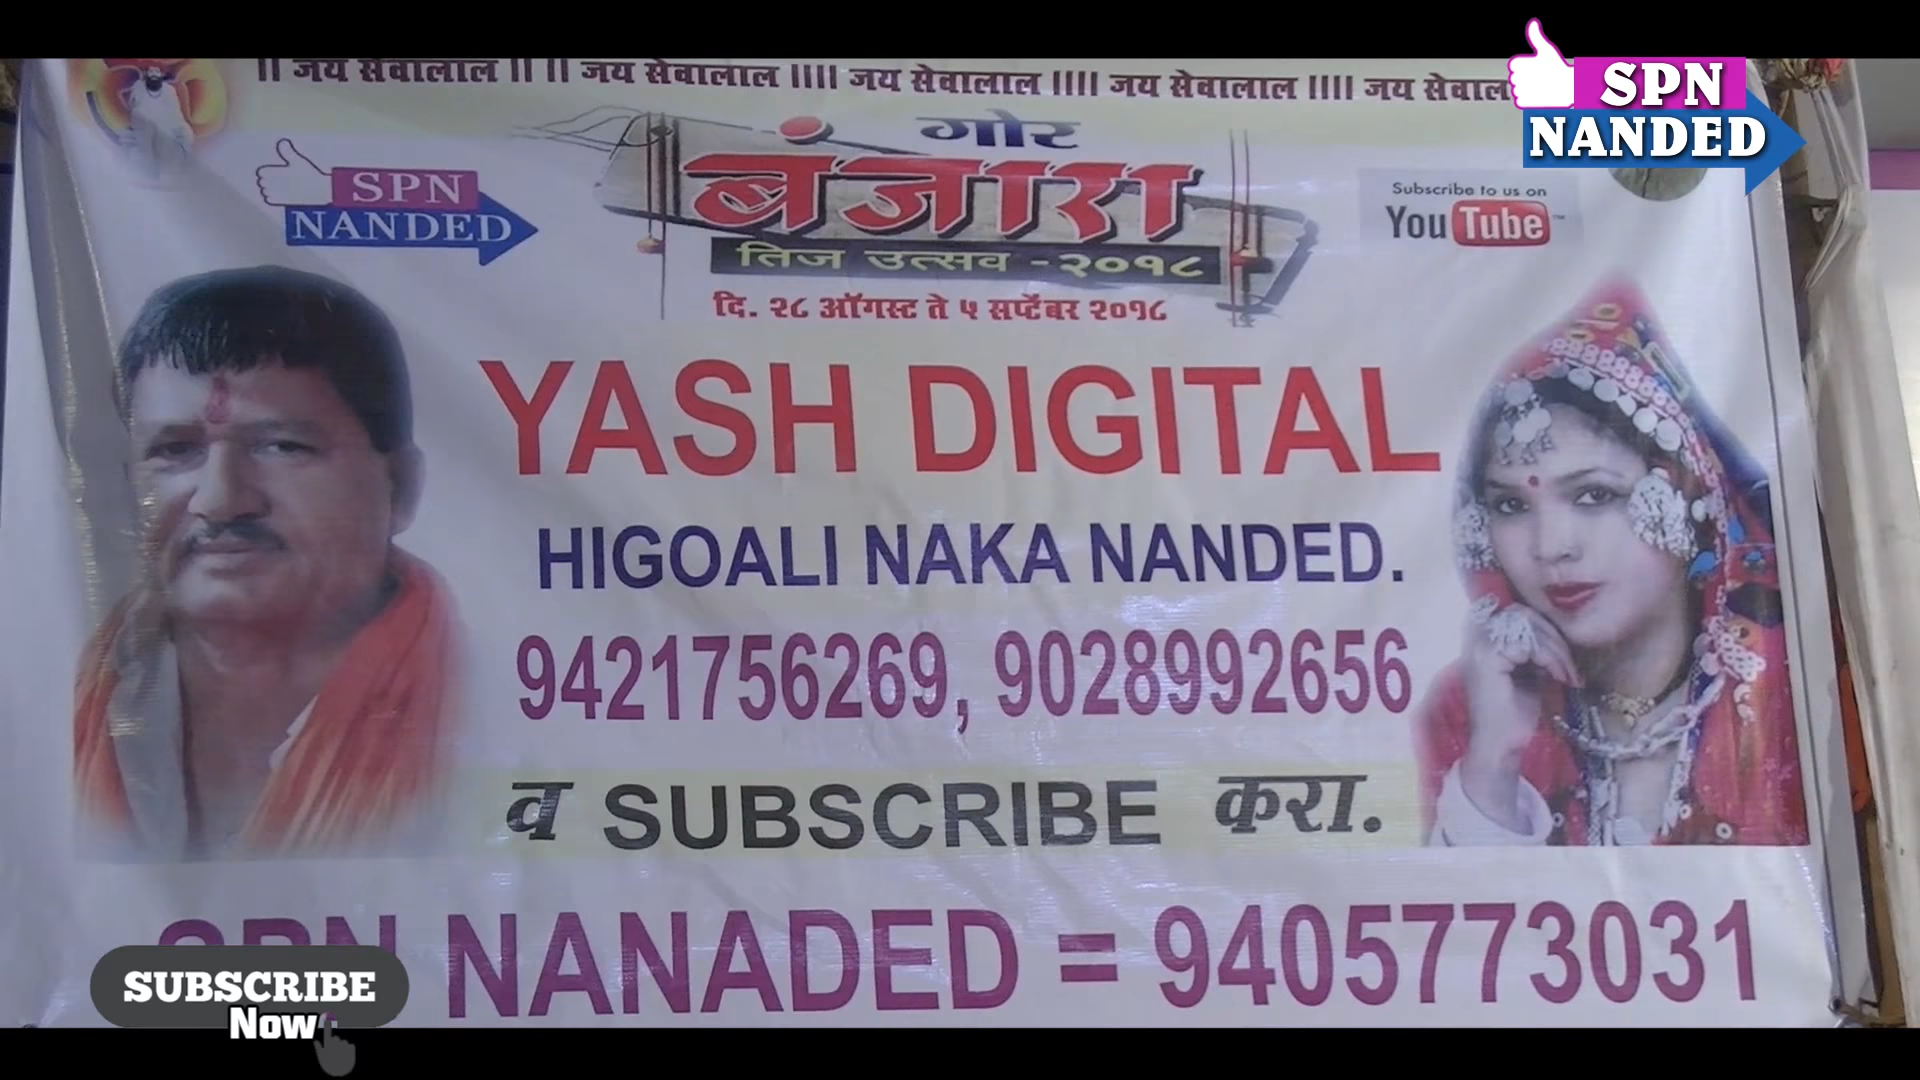 || जय सेवालाल || || जय सेवालाल |||| जय सेवालाल |||| जय सेवालाल |||| जय
SPN
NANDED
गोर
बंजारा
तिज उत्सव - २०१८
दि. २८ ऑगस्ट ते ५ सप्टेंबर २०१८
SPN
NANDED
Subscribe to us on
YouTube
YASH DIGITAL
HIGOALI NAKA NANDED.
9421756269, 9028992656
व SUBSCRIBE करा.
SPN NANADED = 9405773031
SUBSCRIBE
Now